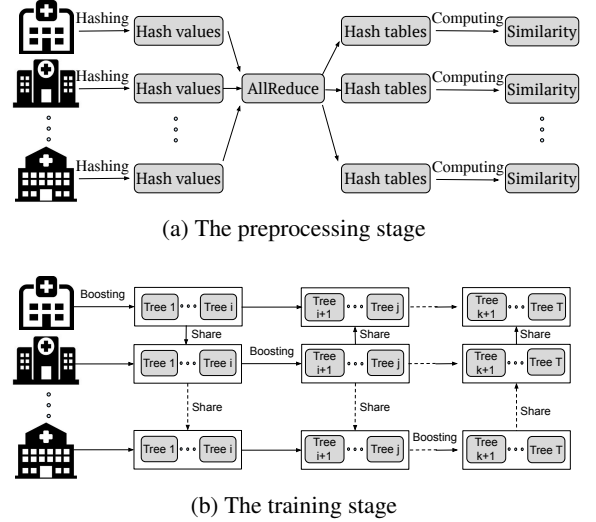 Hashing Hash values Hash tables Computing Similarity
Hashing Hash values AllReduce Hash tables Computing Similarity
Hashing Hash values Hash tables Computing Similarity
(a) The preprocessing stage
Boosting Tree 1 Tree i Tree i+1 Tree j Tree k+1 Tree T
Share Share Share
Tree 1 Tree i Boosting Tree i+1 Tree j Tree k+1 Tree T
Share Share Share
Tree 1 Tree i Tree i+1 Tree j Boosting Tree k+1 Tree T
(b) The training stage